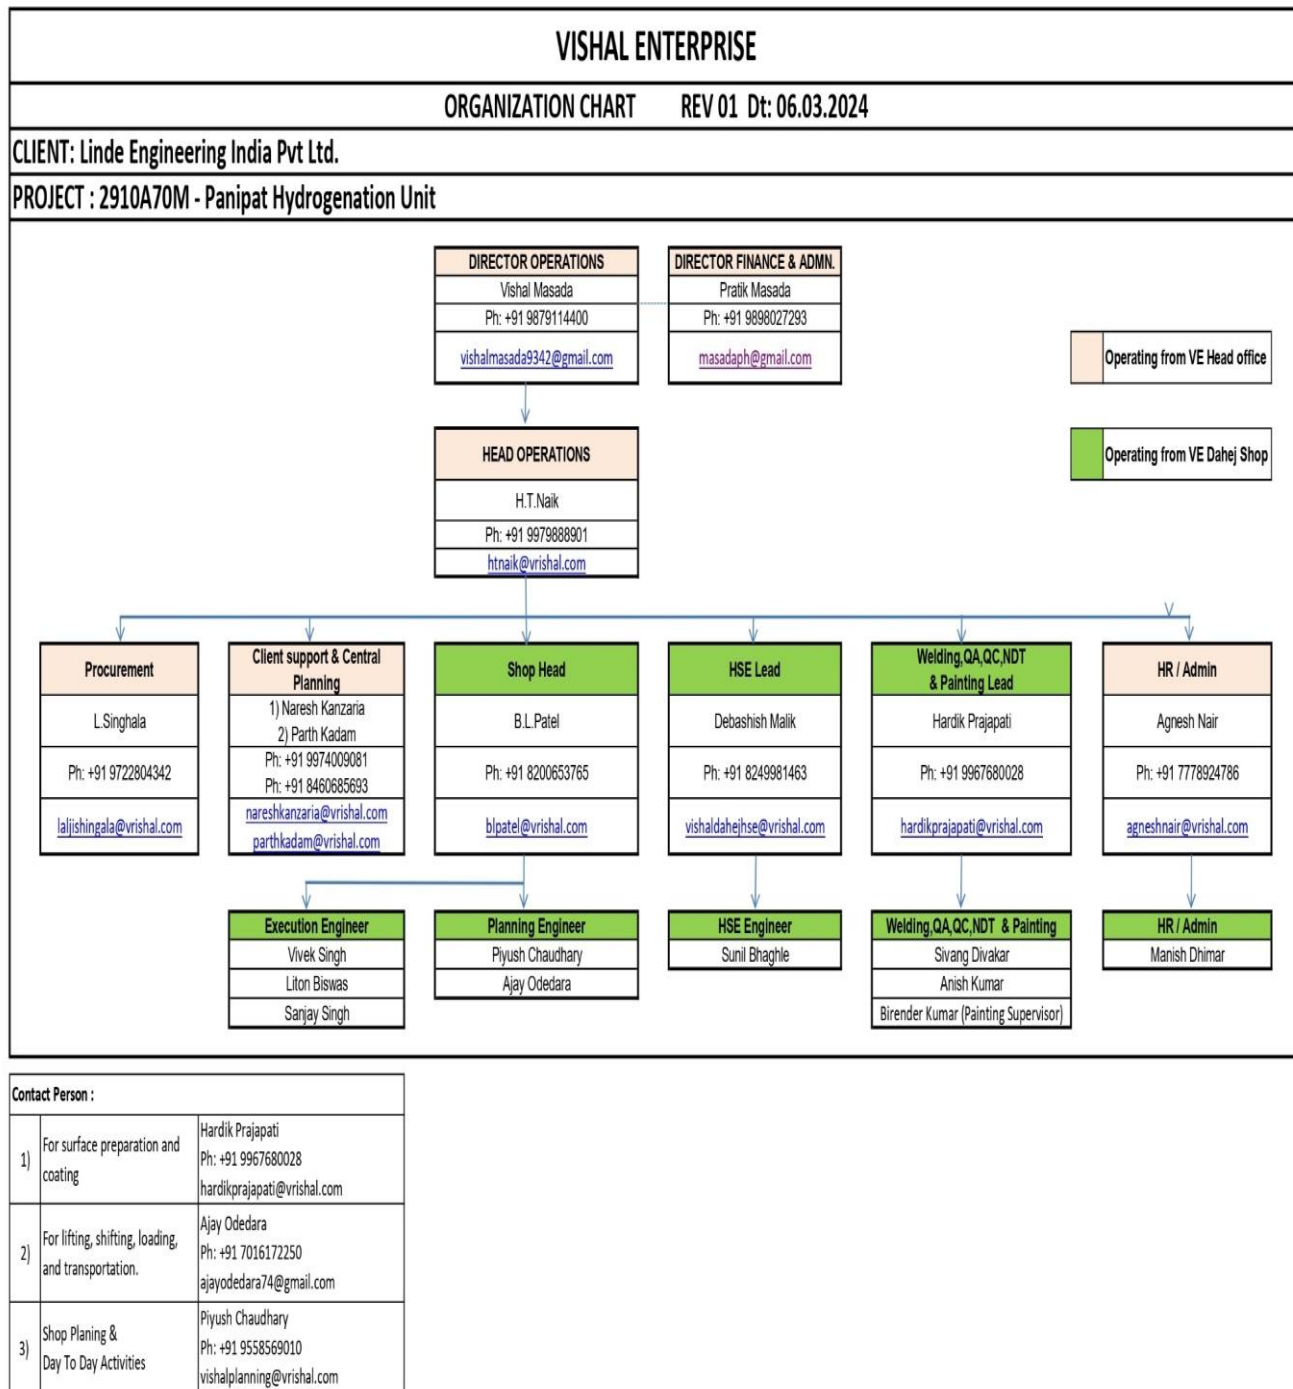 VISHAL ENTERPRISE
ORGANIZATION CHART REV 01 Dt: 06.03.2024
CLIENT: Linde Engineering India Pvt Ltd.
PROJECT : 2910A70M - Panipat Hydrogenation Unit
DIRECTOR OPERATIONS
Vishal Masada
Ph: +91 9879114400
vishalmasada9342@gmail.com
DIRECTOR FINANCE & ADMN.
Pratik Masada
Ph: +91 9898027293
masadaph@gmail.com
Operating from VE Head office
Operating from VE Dahej Shop
HEAD OPERATIONS
H.T.Naik
Ph: +91 9979888901
htnaik@vrishal.com
Procurement
L.Singhala
Ph: +91 9722804342
laljishingala@vrishal.com
Client support & Central
Planning
1) Naresh Kanzaria
2) Parth Kadam
Ph: +91 9974009081
Ph: +91 8460685693
nareshkanzaria@vrishal.com
parthkadam@vrishal.com
Shop Head
B.L.Patel
Ph: +91 8200653765
blpatel@vrishal.com
HSE Lead
Debashish Malik
Ph: +91 8249981463
vishaldahejhse@vrishal.com
Welding,QA,QC,NDT
& Painting Lead
Hardik Prajapati
Ph: +91 9967680028
hardikprajapati@vrishal.com
HR / Admin
Agnesh Nair
Ph: +91 7778924786
agneshnair@vrishal.com
Execution Engineer
Vivek Singh
Liton Biswas
Sanjay Singh
Planning Engineer
Piyush Chaudhary
Ajay Odedara
HSE Engineer
Sunil Bhaghle
Welding,QA,QC,NDT & Painting
Sivang Divakar
Anish Kumar
Birender Kumar (Painting Supervisor)
HR / Admin
Manish Dhimar
Contact Person :
1)
For surface preparation and
coating
Hardik Prajapati
Ph: +91 9967680028
hardikprajapati@vrishal.com
2)
For lifting, shifting, loading,
and transportation.
Ajay Odedara
Ph: +91 7016172250
ajayodedara74@gmail.com
3)
Shop Planing &
Day To Day Activities
Piyush Chaudhary
Ph: +91 9558569010
vishalplanning@vrishal.com